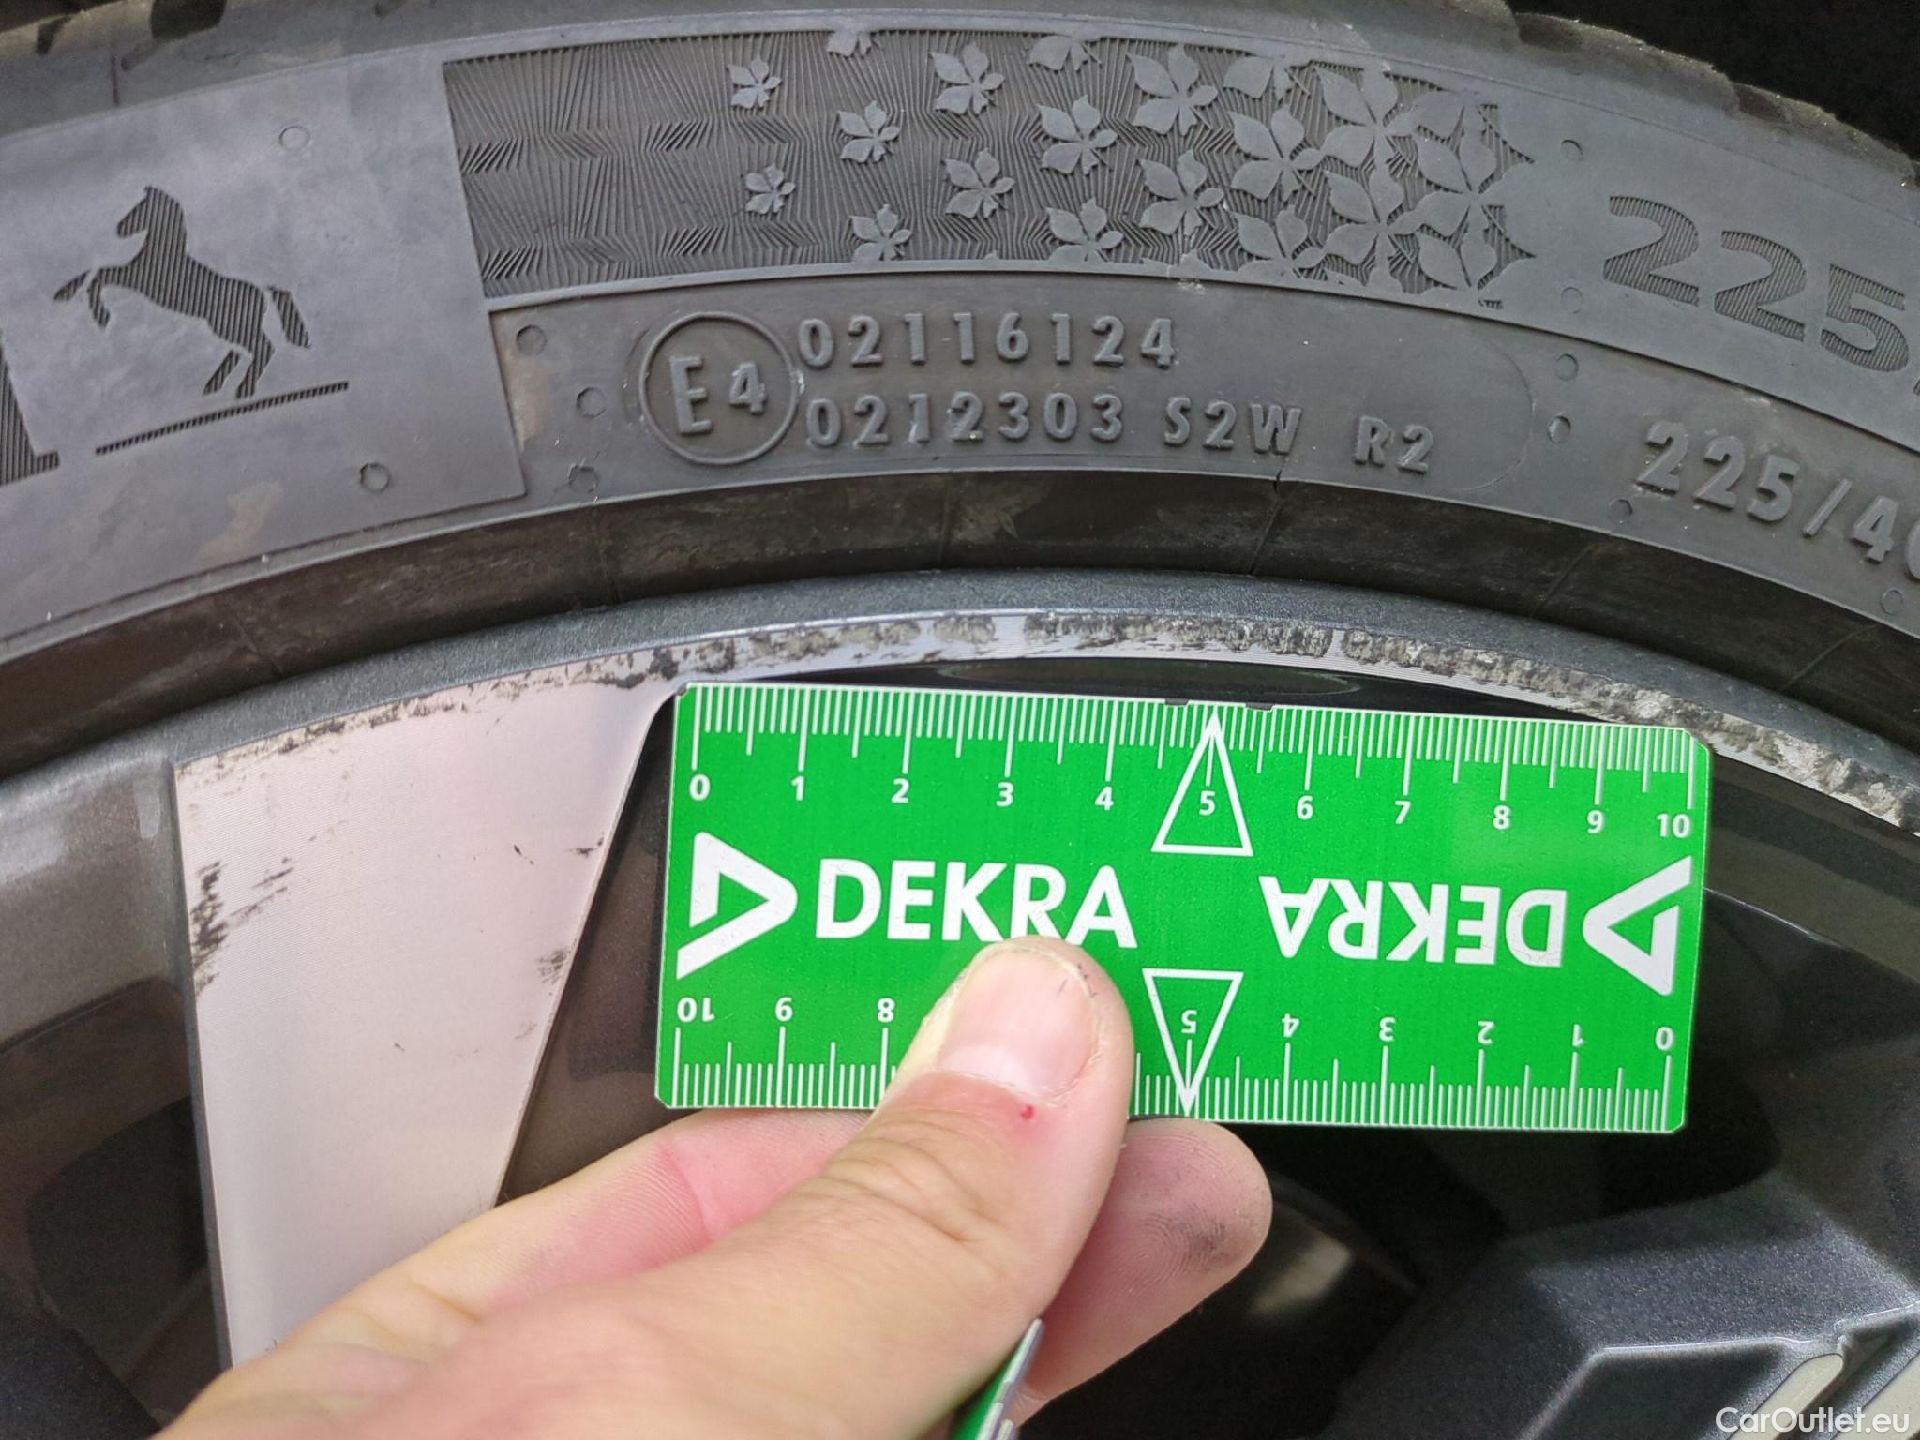 225
E4
02116124
0212303 S2W R2
225/4
0 1 2 3 4 5 6 7 8 9 10
DEKRA
DEKRA
10 9 8 5 4 3 2 1 0
CarOutlet.eu